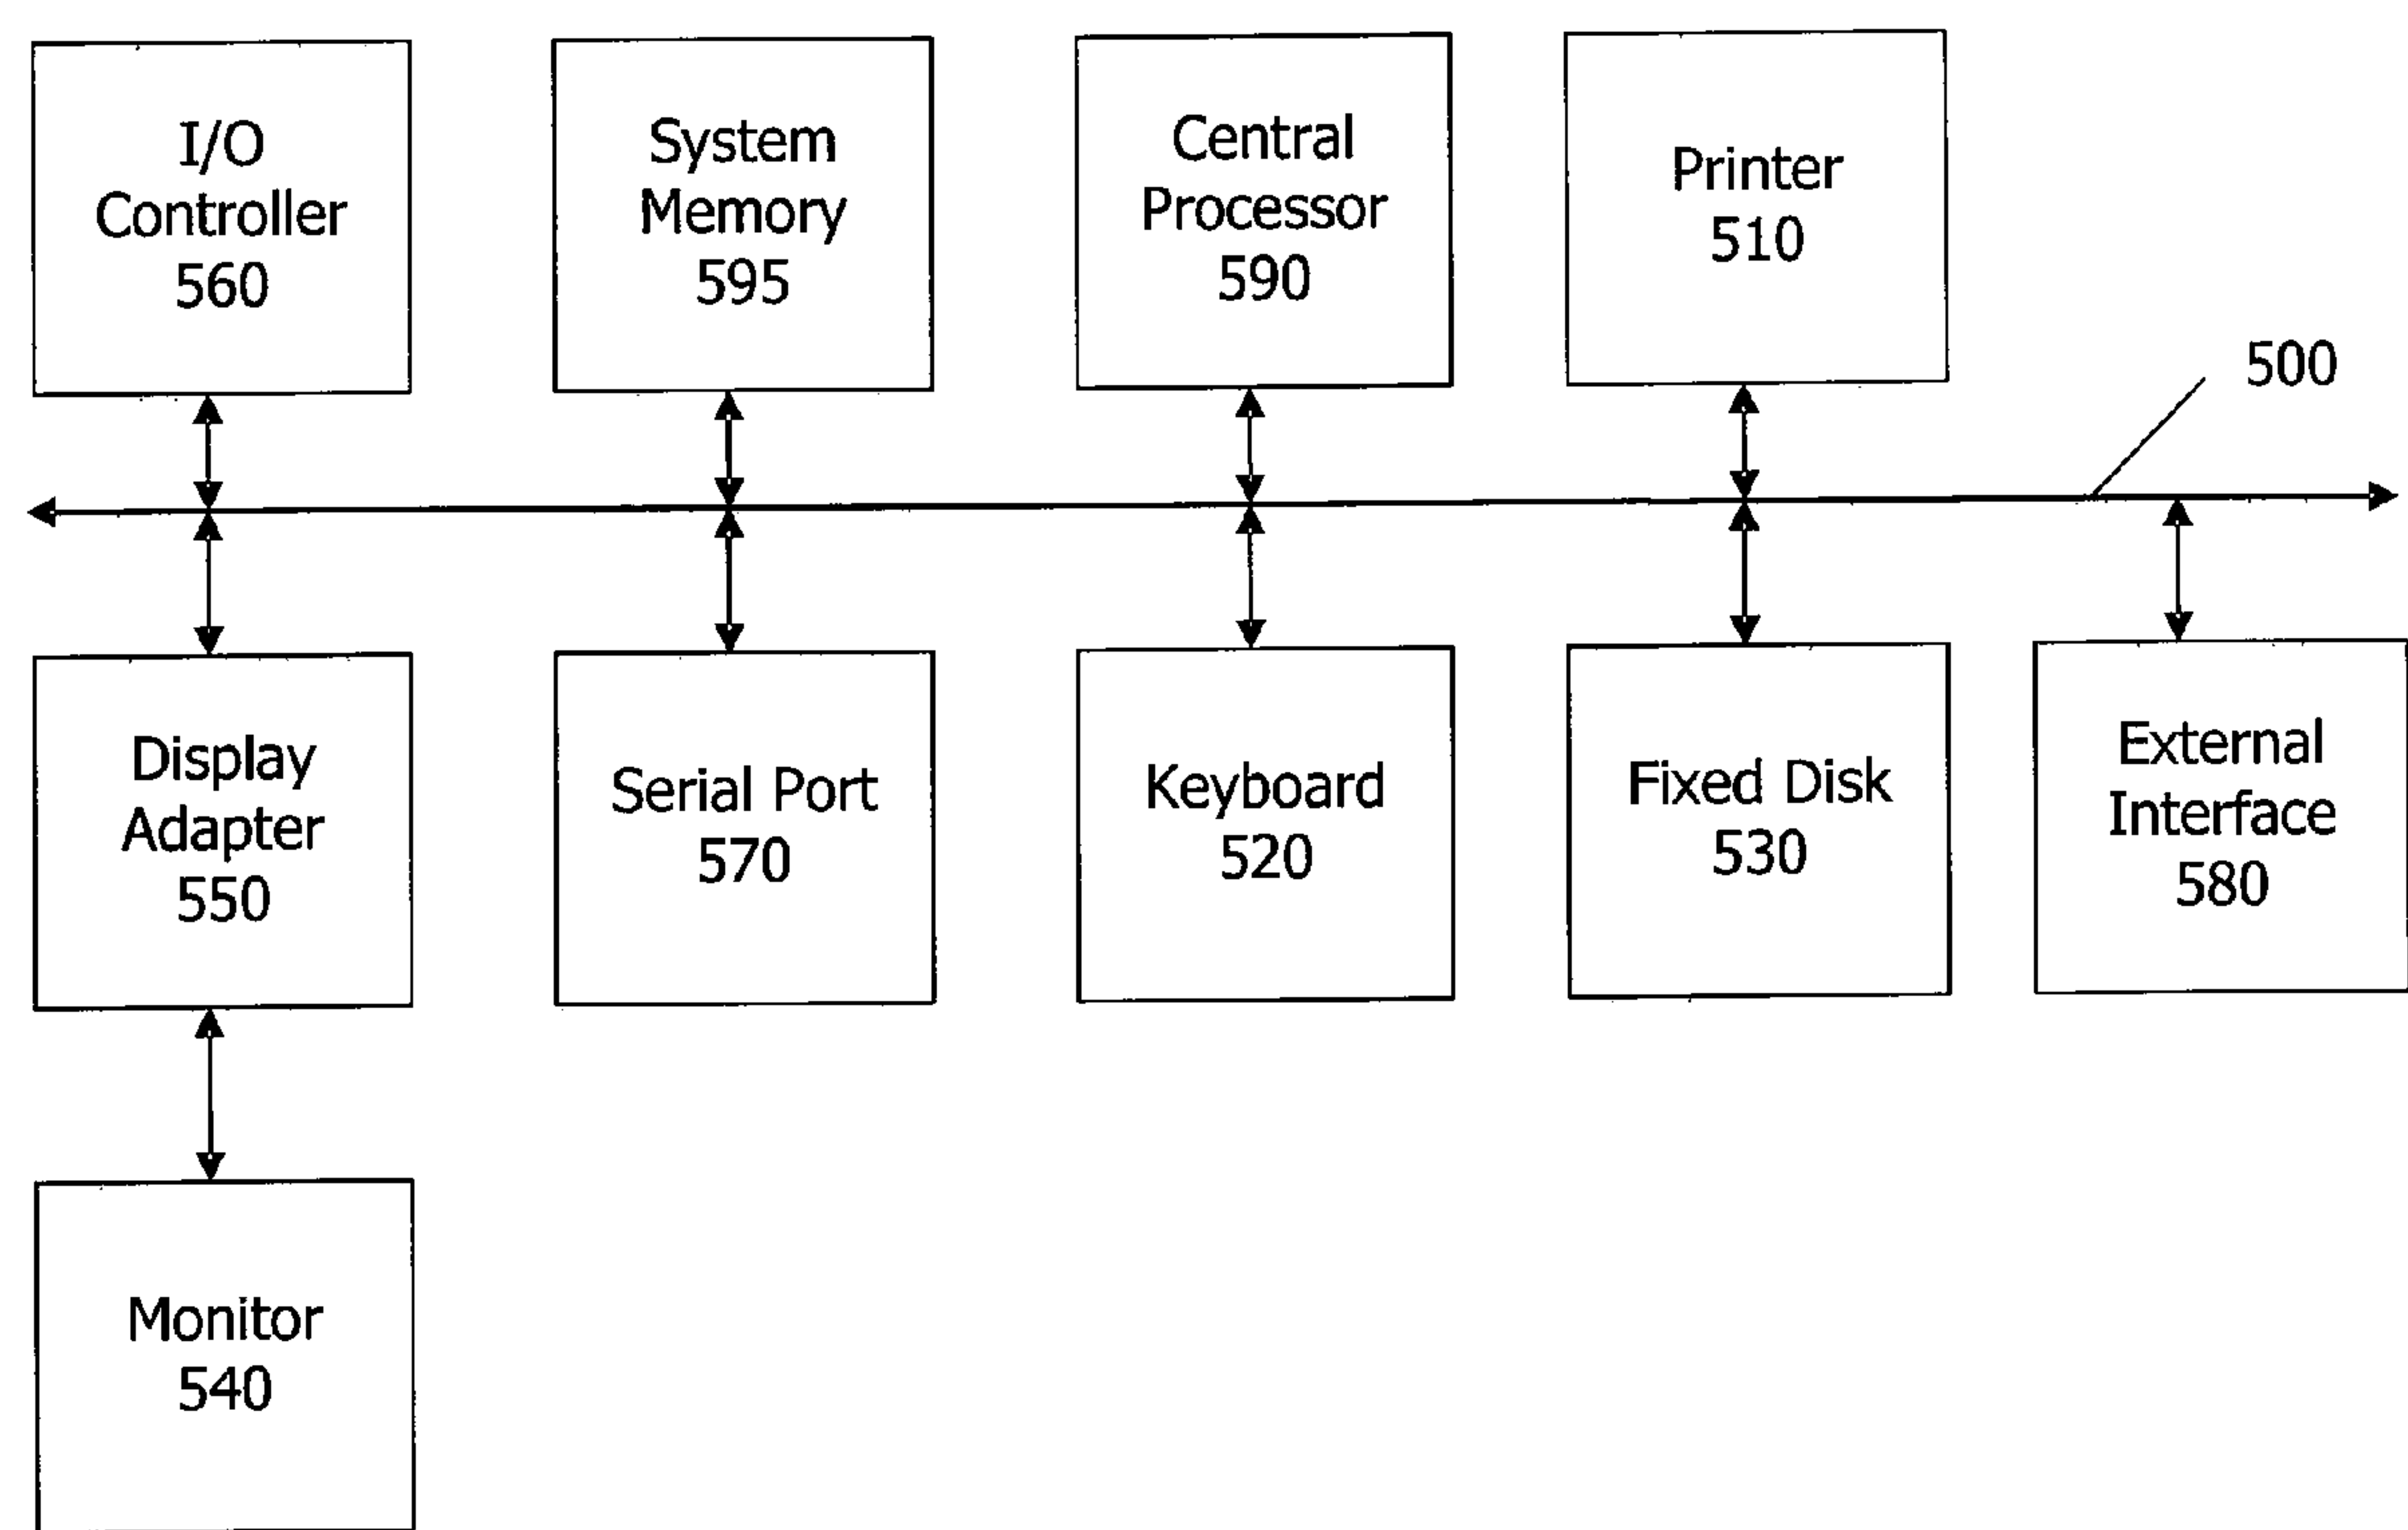 I/O
Controller
560
System
Memory
595
Central
Processor
590
Printer
510
500
Display
Adapter
550
Serial Port
570
Keyboard
520
Fixed Disk
530
External
Interface
580
Monitor
540